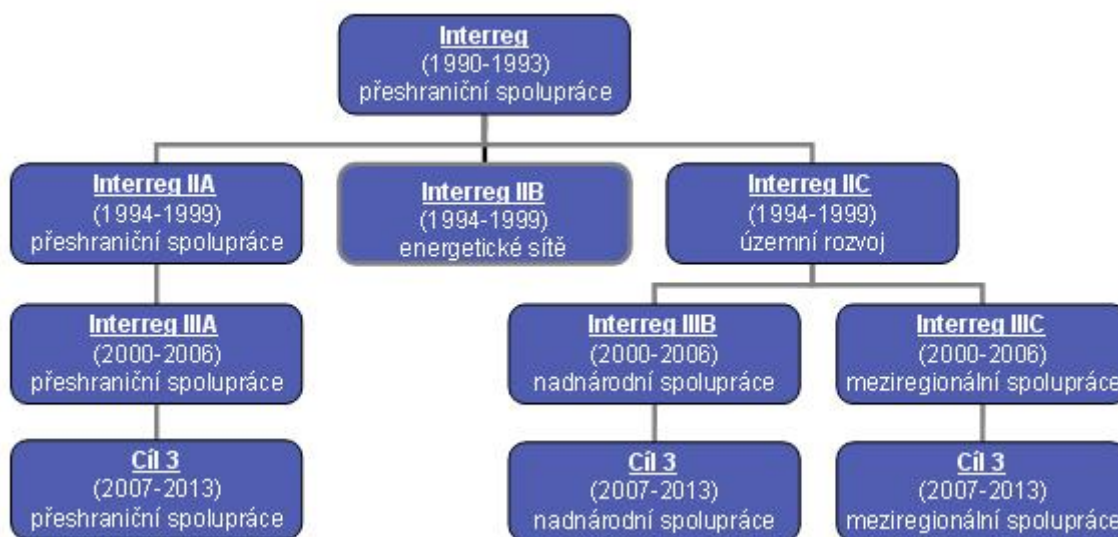 Interreg
(1990-1993)
přeshraniční spolupráce
Interreg IIA
(1994-1999)
přeshraniční spolupráce
Interreg IIB
(1994-1999)
energetické sítě
Interreg IIC
(1994-1999)
územní rozvoj
Interreg IIIA
(2000-2006)
přeshraniční spolupráce
Interreg IIIB
(2000-2006)
nadnárodní spolupráce
Interreg IIIC
(2000-2006)
meziregionální spolupráce
Cíl 3
(2007-2013)
přeshraniční spolupráce
Cíl 3
(2007-2013)
nadnárodní spolupráce
Cíl 3
(2007-2013)
meziregionální spolupráce